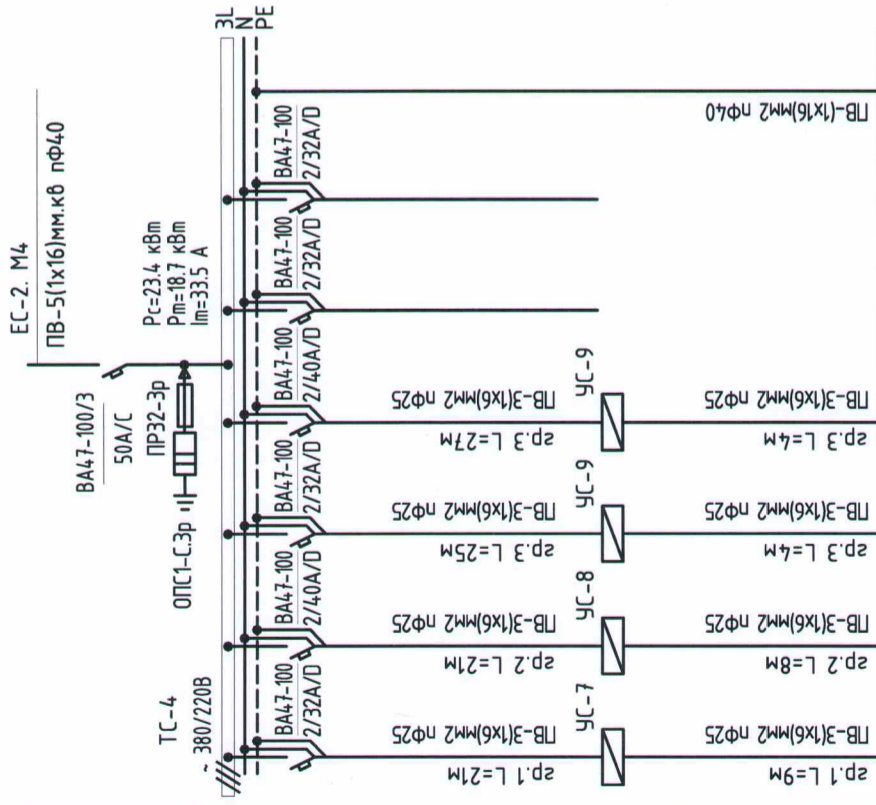 ЕС-2. М4
ПВ-5(1х16)мм.кв пФ40
ВА47-100/3
50А/С
ПР32-3р
ОПС1-С.3р
Рс=23.4 кВт
Рт=18.7 кВт
Iт=33.5 А
ТС-4
~ 380/220В
3L
N
PE
ВА47-100
2/32А/D
ВА47-100
2/40А/D
ВА47-100
2/32А/D
ВА47-100
2/40А/D
ВА47-100
2/32А/D
ВА47-100
2/32А/D
гр.1 L=21м
ПВ-3(1х6)мм2 пФ25
гр.2 L=21м
ПВ-3(1х6)мм2 пФ25
гр.3 L=25м
ПВ-3(1х6)мм2 пФ25
гр.3 L=27м
ПВ-3(1х6)мм2 пФ25
УС-7
УС-8
УС-9
УС-9
гр.1 L=9м
ПВ-3(1х6)мм2 пФ25
гр.2 L=8м
ПВ-3(1х6)мм2 пФ25
гр.3 L=4м
ПВ-3(1х6)мм2 пФ25
гр.3 L=4м
ПВ-3(1х6)мм2 пФ25
ПВ-(1х16)мм2 пФ40